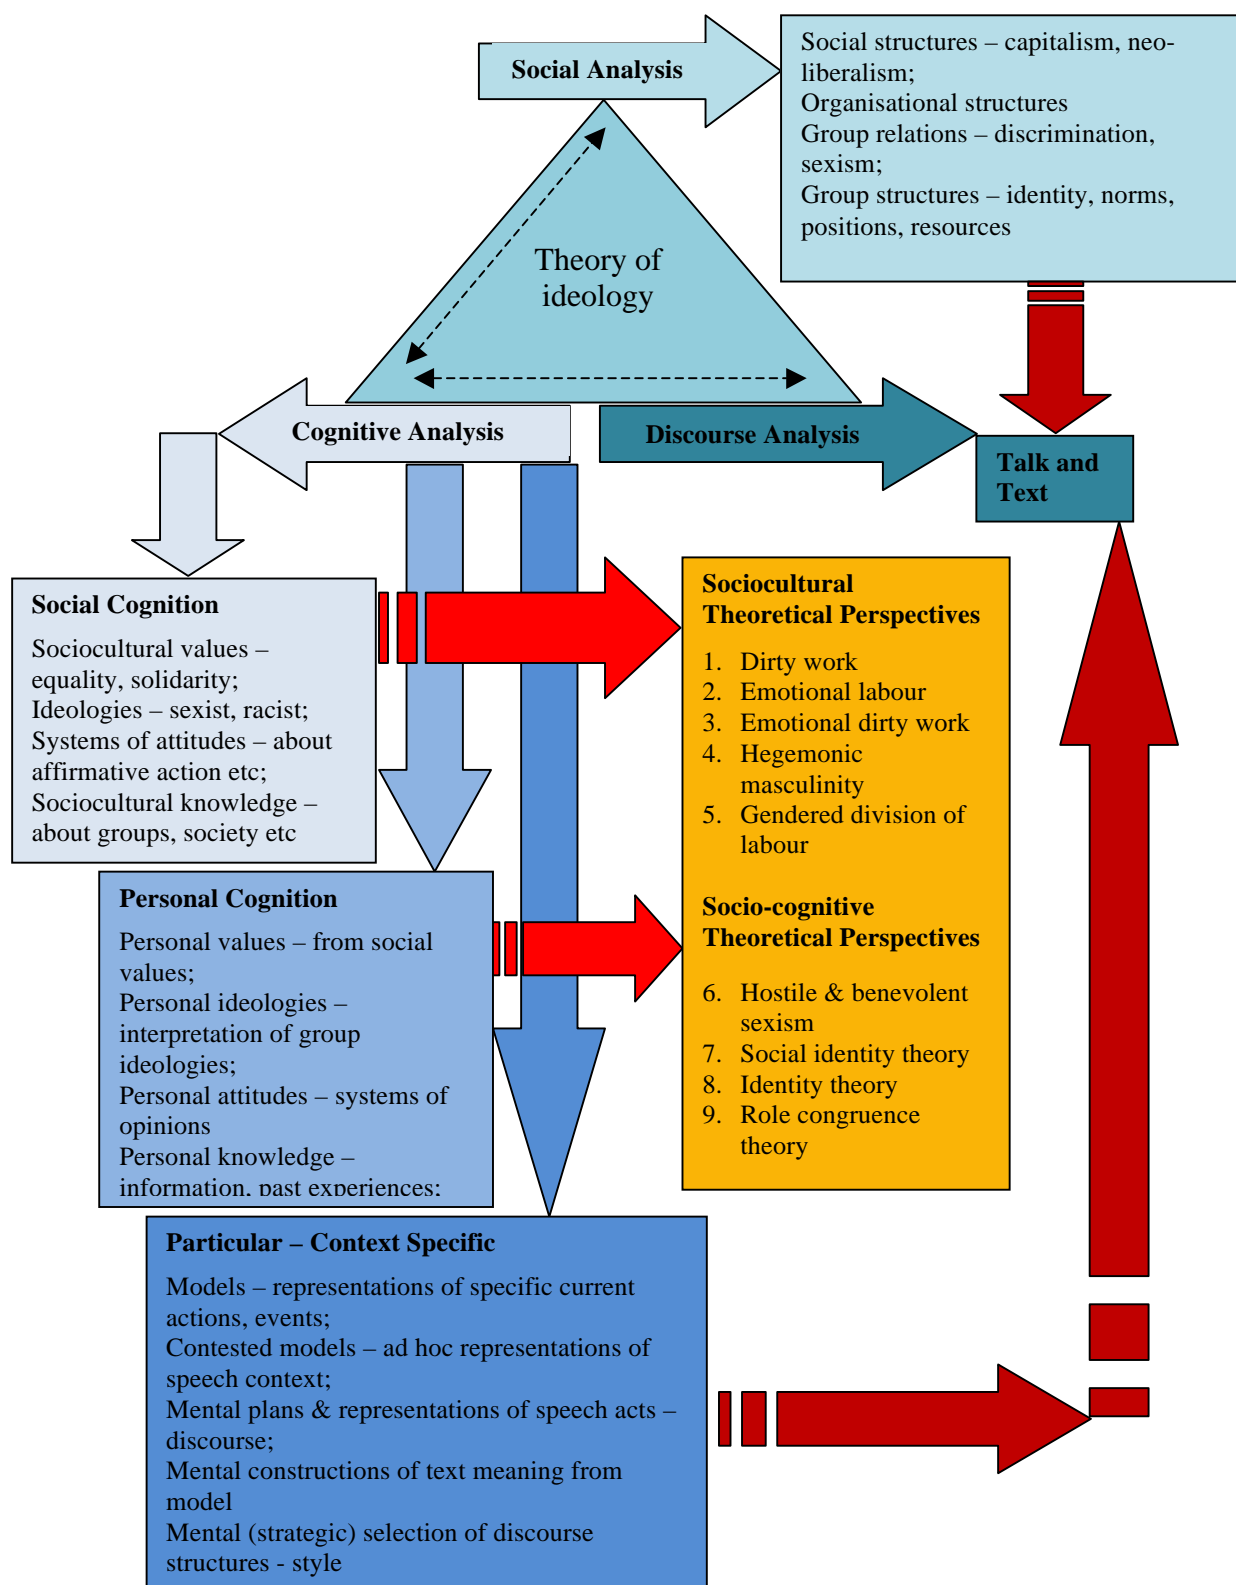 Social Analysis
Social structures – capitalism, neo-
liberalism;
Organisational structures
Group relations – discrimination,
sexism;
Group structures – identity, norms,
positions, resources
Theory of
ideology
Cognitive Analysis
Discourse Analysis
Talk and
Text
Social Cognition
Sociocultural values –
equality, solidarity;
Ideologies – sexist, racist;
Systems of attitudes – about
affirmative action etc;
Sociocultural knowledge –
about groups, society etc
Sociocultural
Theoretical Perspectives
1. Dirty work
2. Emotional labour
3. Emotional dirty work
4. Hegemonic
masculinity
5. Gendered division of
labour
Socio-cognitive
Theoretical Perspectives
6. Hostile & benevolent
sexism
7. Social identity theory
8. Identity theory
9. Role congruence
theory
Personal Cognition
Personal values – from social
values;
Personal ideologies –
interpretation of group
ideologies;
Personal attitudes – systems of
opinions
Personal knowledge –
information, past experiences;
Particular – Context Specific
Models – representations of specific current
actions, events;
Contested models – ad hoc representations of
speech context;
Mental plans & representations of speech acts –
discourse;
Mental constructions of text meaning from
model
Mental (strategic) selection of discourse
structures - style